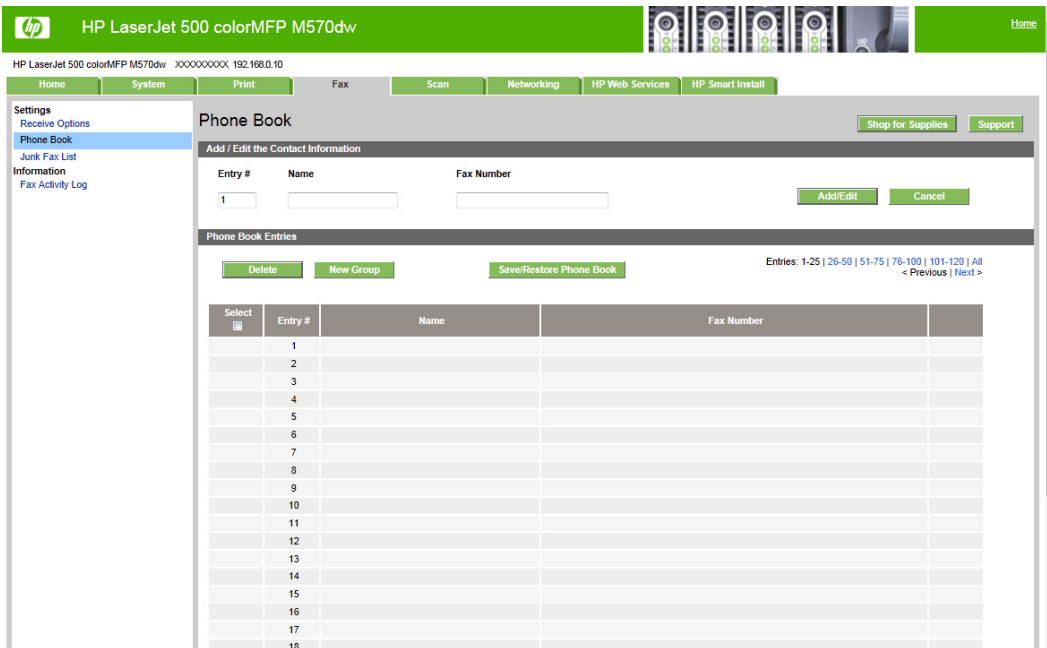 hp HP LaserJet 500 colorMFP M570dw Home
HP LaserJet 500 colorMFP M570dw XXXXXXXXX 192.168.0.10
Home System Print Fax Scan Networking HP Web Services HP Smart Install
Settings
Receive Options
Phone Book
Junk Fax List
Information
Fax Activity Log
Phone Book
Shop for Supplies Support
Add / Edit the Contact Information
Entry # Name Fax Number
1 Add/Edit Cancel
Phone Book Entries
Delete New Group Save/Restore Phone Book
Entries: 1-25 | 26-50 | 51-75 | 76-100 | 101-120 | All
< Previous | Next >
Select Entry # Name Fax Number
1
2
3
4
5
6
7
8
9
10
11
12
13
14
15
16
17
18